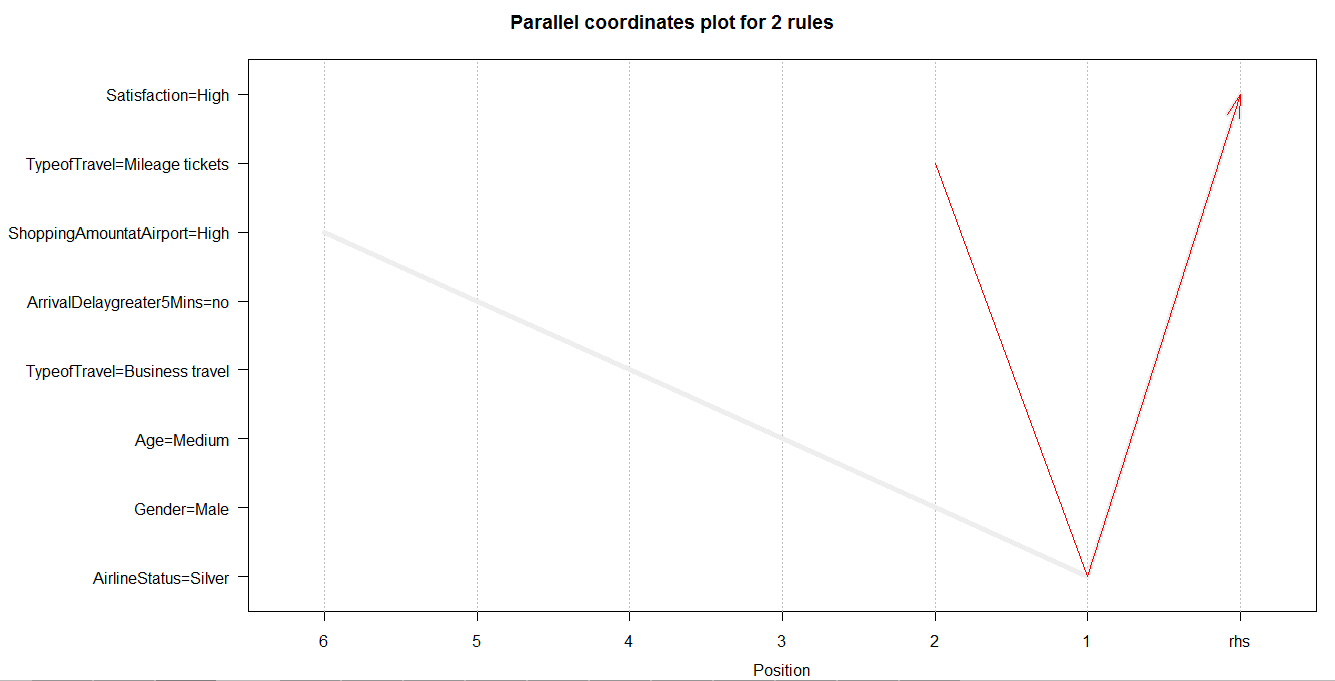 Parallel coordinates plot for 2 rules
Satisfaction=High
TypeofTravel=Mileage tickets
ShoppingAmountatAirport=High
ArrivalDelaygreater5Mins=no
TypeofTravel=Business travel
Age=Medium
Gender=Male
AirlineStatus=Silver
6 5 4 3 2 1 rhs
Position